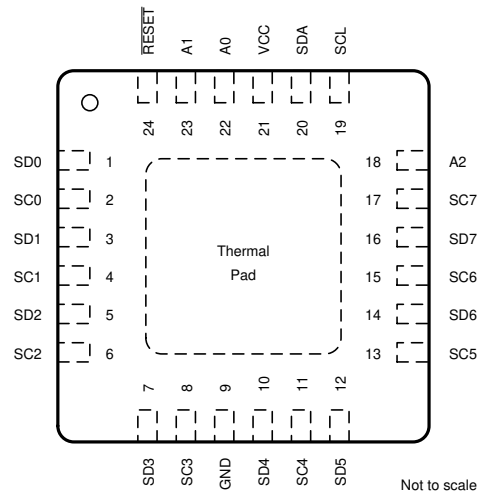 RESET A1 A0 VCC SDA SCL
24 23 22 21 20 19
SD0 1 18 A2
SC0 2 17 SC7
SD1 3 16 SD7
Thermal
SC1 4 15 SC6
Pad
SD2 5 14 SD6
SC2 6 13 SC5
7 8 9 10 11 12
SD3 SC3 GND SD4 SC4 SD5
Not to scale